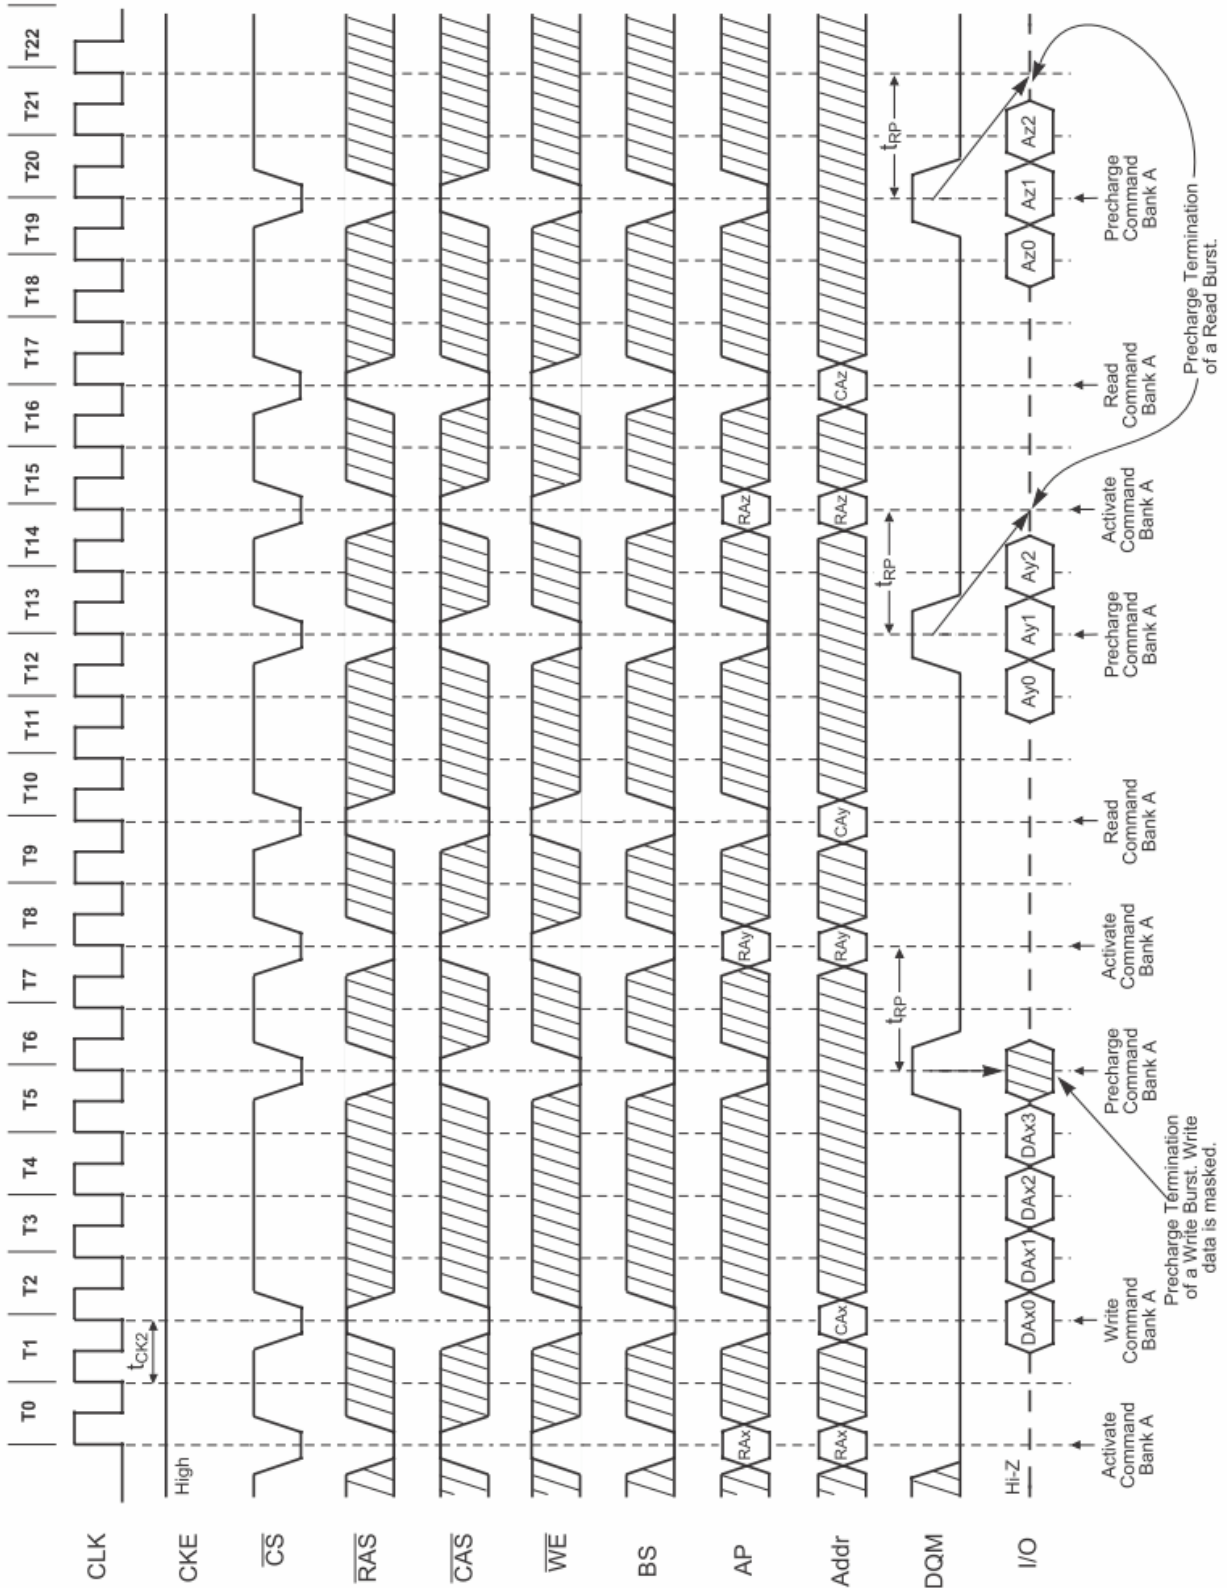 T0 T1 T2 T3 T4 T5 T6 T7 T8 T9 T10 T11 T12 T13 T14 T15 T16 T17 T18 T19 T20 T21 T22
CLK
tCK2
CKE
High
CS
RAS
CAS
WE
BS
AP
RAx RAy RAz
Addr
RAx CAx RAy CAy RAz CAz
DQM
tRP tRP tRP
I/O
Hi-Z
DAx0 DAx1 DAx2 DAx3 Ay0 Ay1 Ay2 Az0 Az1 Az2
Activate
Command
Bank A
Write
Command
Bank A
Precharge
Command
Bank A
Activate
Command
Bank A
Read
Command
Bank A
Precharge
Command
Bank A
Activate
Command
Bank A
Read
Command
Bank A
Precharge
Command
Bank A
Precharge Termination
of a Write Burst. Write
data is masked.
Precharge Termination
of a Read Burst.